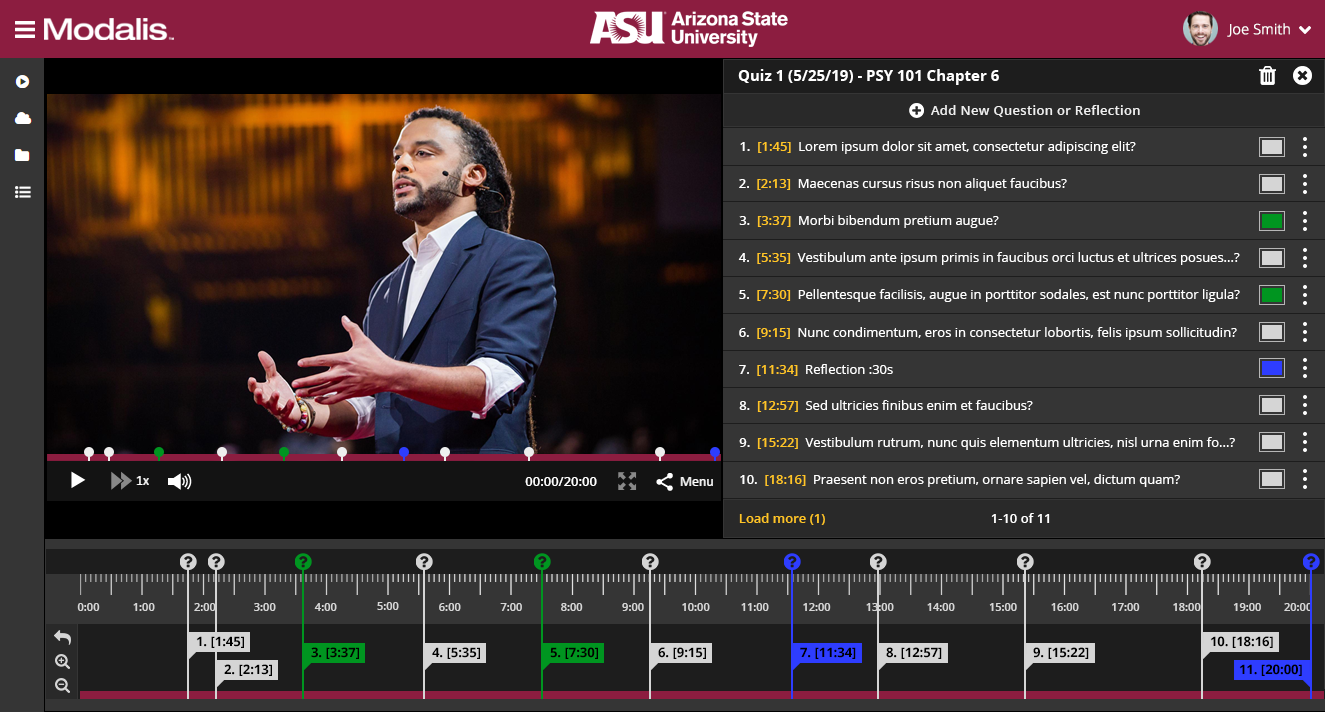 Modalis™
ASU Arizona State
University
Joe Smith
Quiz 1 (5/25/19) - PSY 101 Chapter 6
Add New Question or Reflection
1. [1:45] Lorem ipsum dolor sit amet, consectetur adipiscing elit?
2. [2:13] Maecenas cursus risus non aliquet faucibus?
3. [3:37] Morbi bibendum pretium augue?
4. [5:35] Vestibulum ante ipsum primis in faucibus orci luctus et ultrices posues...?
5. [7:30] Pellentesque facilisis, augue in porttitor sodales, est nunc porttitor ligula?
6. [9:15] Nunc condimentum, eros in consectetur lobortis, felis ipsum sollicitudin?
7. [11:34] Reflection :30s
8. [12:57] Sed ultricies finibus enim et faucibus?
9. [15:22] Vestibulum rutrum, nunc quis elementum ultricies, nisl urna enim fo...?
10. [18:16] Praesent non eros pretium, ornare sapien vel, dictum quam?
Load more (1) 1-10 of 11
1x 00:00/20:00 Menu
? ? ? ? ? ? ? ? ? ? ?
0:00 1:00 2:00 3:00 4:00 5:00 6:00 7:00 8:00 9:00 10:00 11:00 12:00 13:00 14:00 15:00 16:00 17:00 18:00 19:00 20:00
1. [1:45]
2. [2:13]
3. [3:37]
4. [5:35]
5. [7:30]
6. [9:15]
7. [11:34]
8. [12:57]
9. [15:22]
10. [18:16]
11. [20:00]